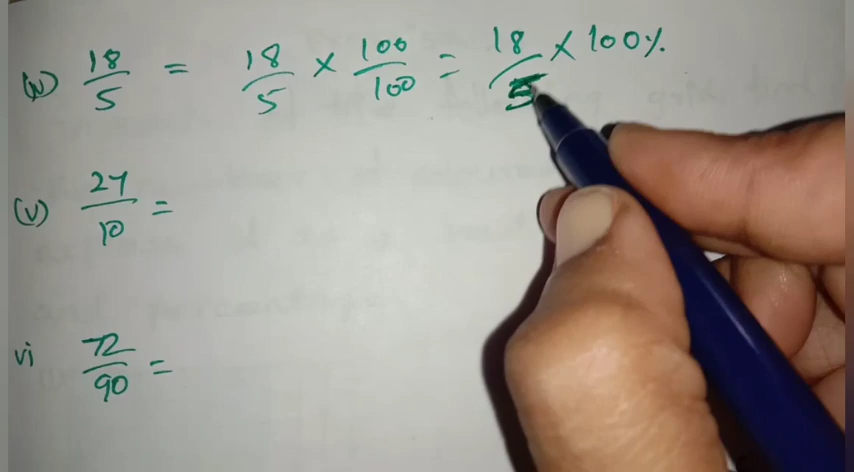 (iv) 18/5 = 18/5 × 100/100 = 18/5 × 100%
(v) 27/10 =
vi 72/90 =